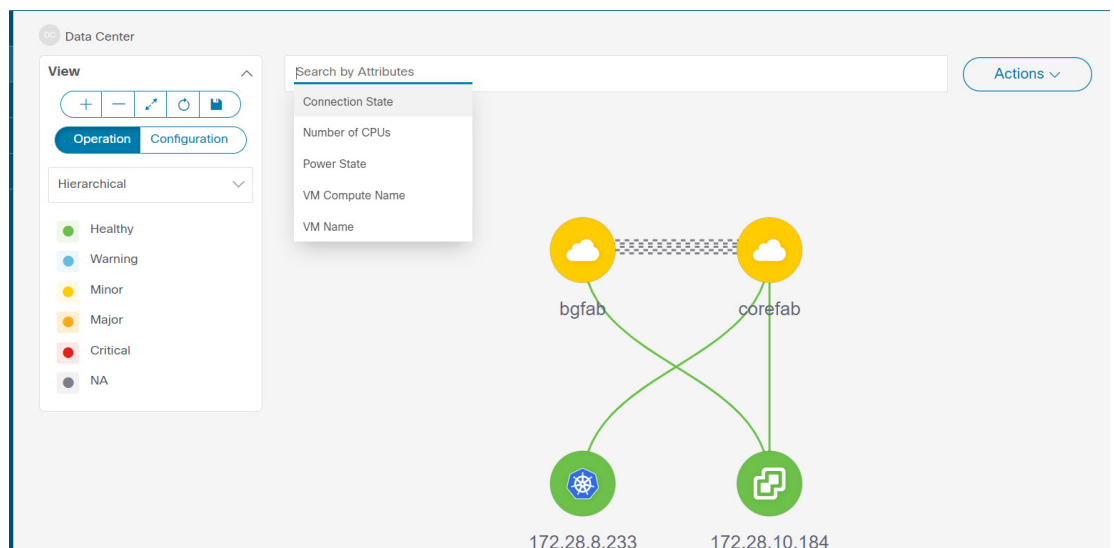 DC Data Center
View
Search by Attributes
Actions
Operation Configuration
Hierarchical
Healthy
Warning
Minor
Major
Critical
NA
Connection State
Number of CPUs
Power State
VM Compute Name
VM Name
bgfab
corefab
172.28.8.233
172.28.10.184